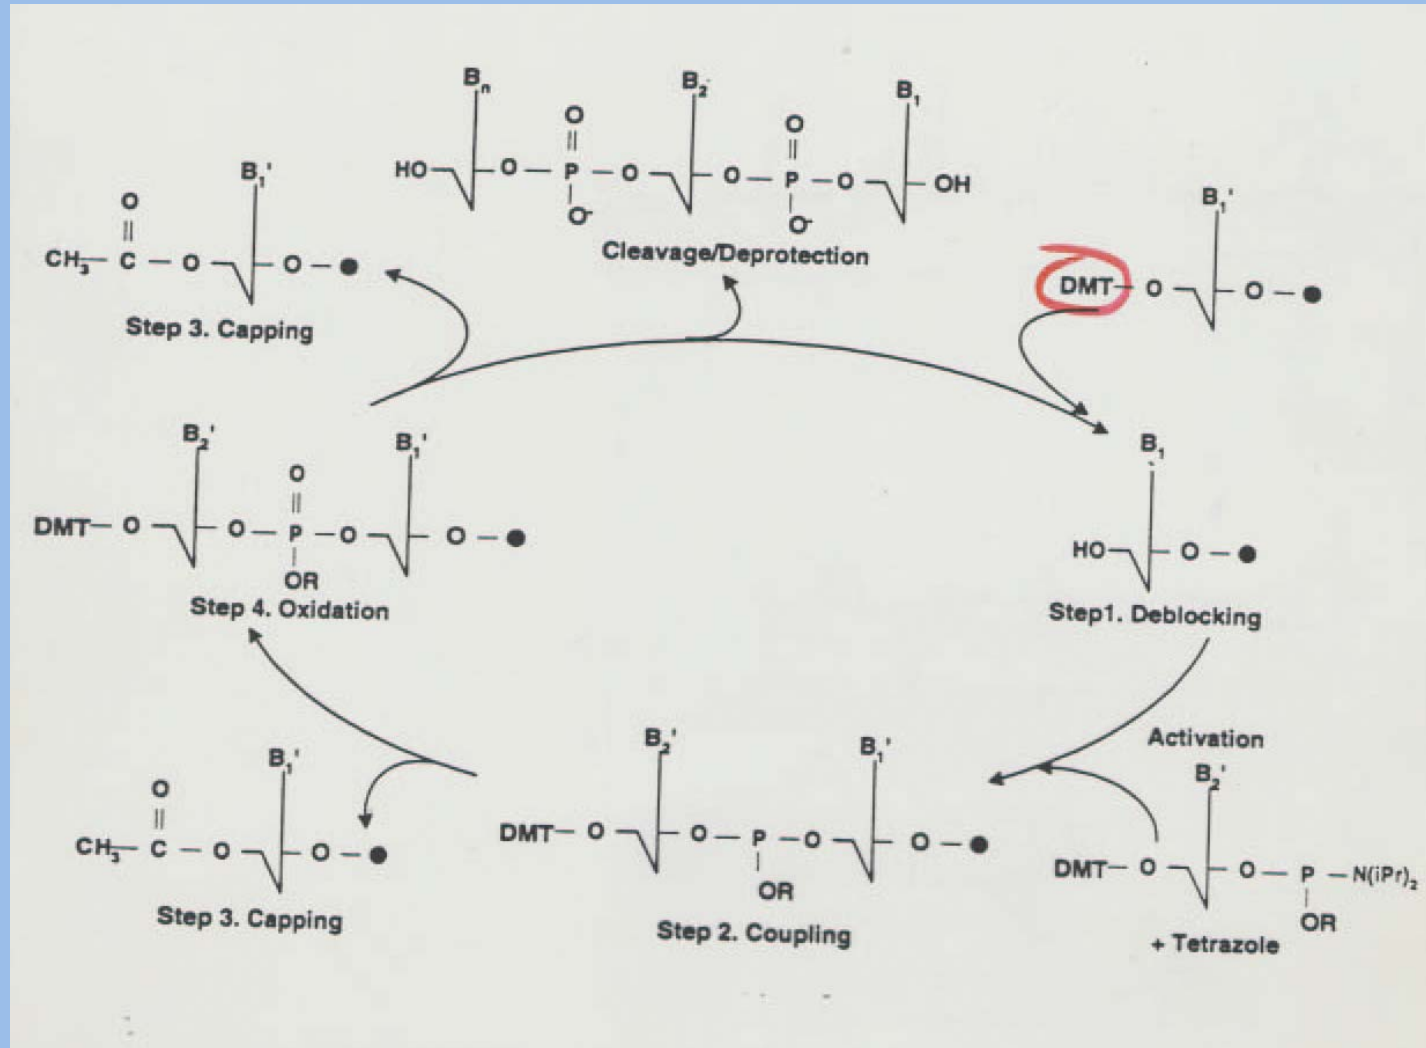 Bn B2 B1
HO—O—P—O—O—P—O—OH
O
||
O-
O
||
O-
Cleavage/Deprotection
B1'
O
||
CH3—C—O—O—●
Step 3. Capping
B1'
DMT—O—O—●
B2' B1'
O
||
DMT—O—O—P—O—O—●
OR
Step 4. Oxidation
B1
HO—O—●
Step1. Deblocking
Activation
B2'
DMT—O—O—P—N(iPr)2
OR
+ Tetrazole
B2' B1'
DMT—O—O—P—O—O—●
OR
Step 2. Coupling
B1'
O
||
CH3—C—O—O—●
Step 3. Capping